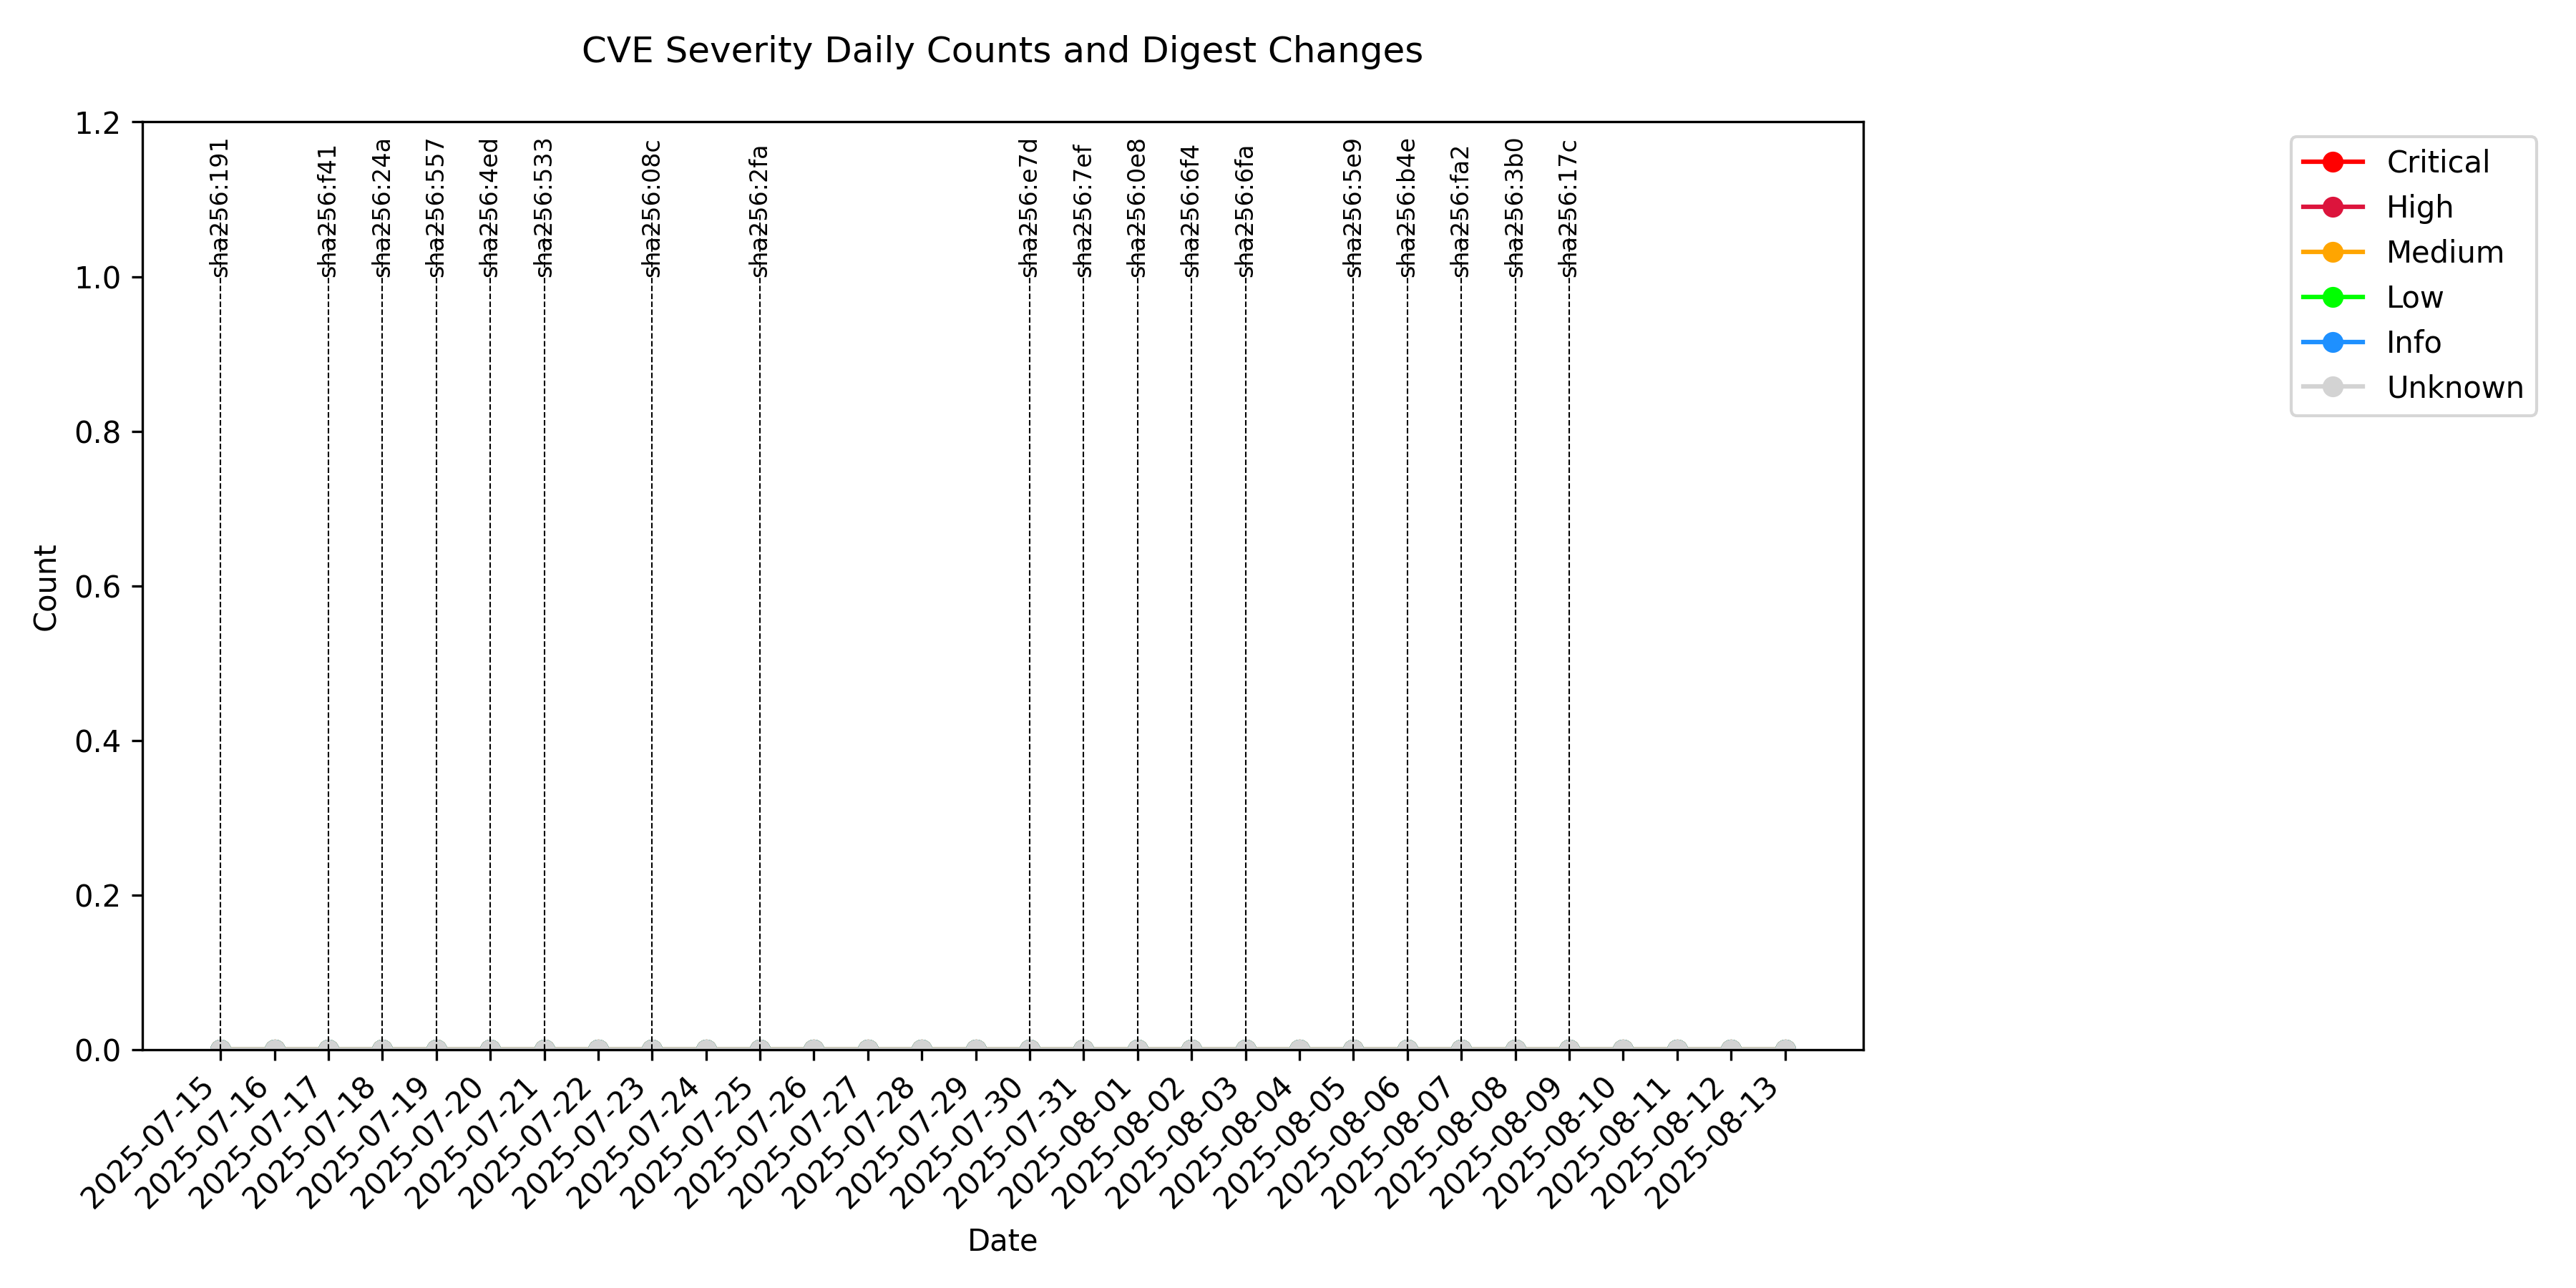 CVE Severity Daily Counts and Digest Changes
1.2
1.0
0.8
0.6
0.4
0.2
0.0
Count
sha256:191
sha256:f41
sha256:24a
sha256:557
sha256:4ed
sha256:533
sha256:08c
sha256:2fa
sha256:e7d
sha256:7ef
sha256:0e8
sha256:6f4
sha256:6fa
sha256:5e9
sha256:b4e
sha256:fa2
sha256:3b0
sha256:17c
Critical
High
Medium
Low
Info
Unknown
2025-07-15
2025-07-16
2025-07-17
2025-07-18
2025-07-19
2025-07-20
2025-07-21
2025-07-22
2025-07-23
2025-07-24
2025-07-25
2025-07-26
2025-07-27
2025-07-28
2025-07-29
2025-07-30
2025-07-31
2025-08-01
2025-08-02
2025-08-03
2025-08-04
2025-08-05
2025-08-06
2025-08-07
2025-08-08
2025-08-09
2025-08-10
2025-08-11
2025-08-12
2025-08-13
Date